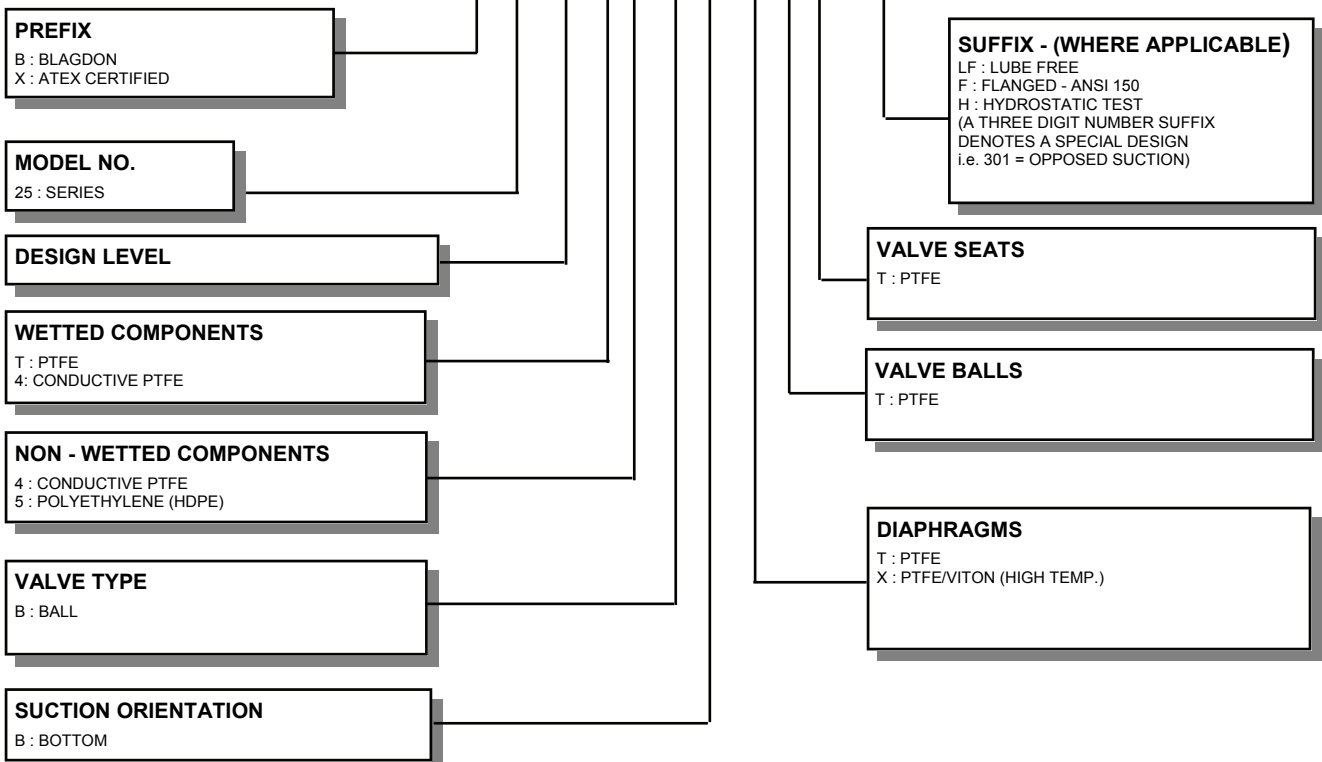 PREFIX
B : BLAGDON
X : ATEX CERTIFIED
MODEL NO.
25 : SERIES
DESIGN LEVEL
WETTED COMPONENTS
T : PTFE
4: CONDUCTIVE PTFE
NON - WETTED COMPONENTS
4 : CONDUCTIVE PTFE
5 : POLYETHYLENE (HDPE)
VALVE TYPE
B : BALL
SUCTION ORIENTATION
B : BOTTOM
SUFFIX - (WHERE APPLICABLE)
LF : LUBE FREE
F : FLANGED - ANSI 150
H : HYDROSTATIC TEST
(A THREE DIGIT NUMBER SUFFIX
DENOTES A SPECIAL DESIGN
i.e. 301 = OPPOSED SUCTION)
VALVE SEATS
T : PTFE
VALVE BALLS
T : PTFE
DIAPHRAGMS
T : PTFE
X : PTFE/VITON (HIGH TEMP.)